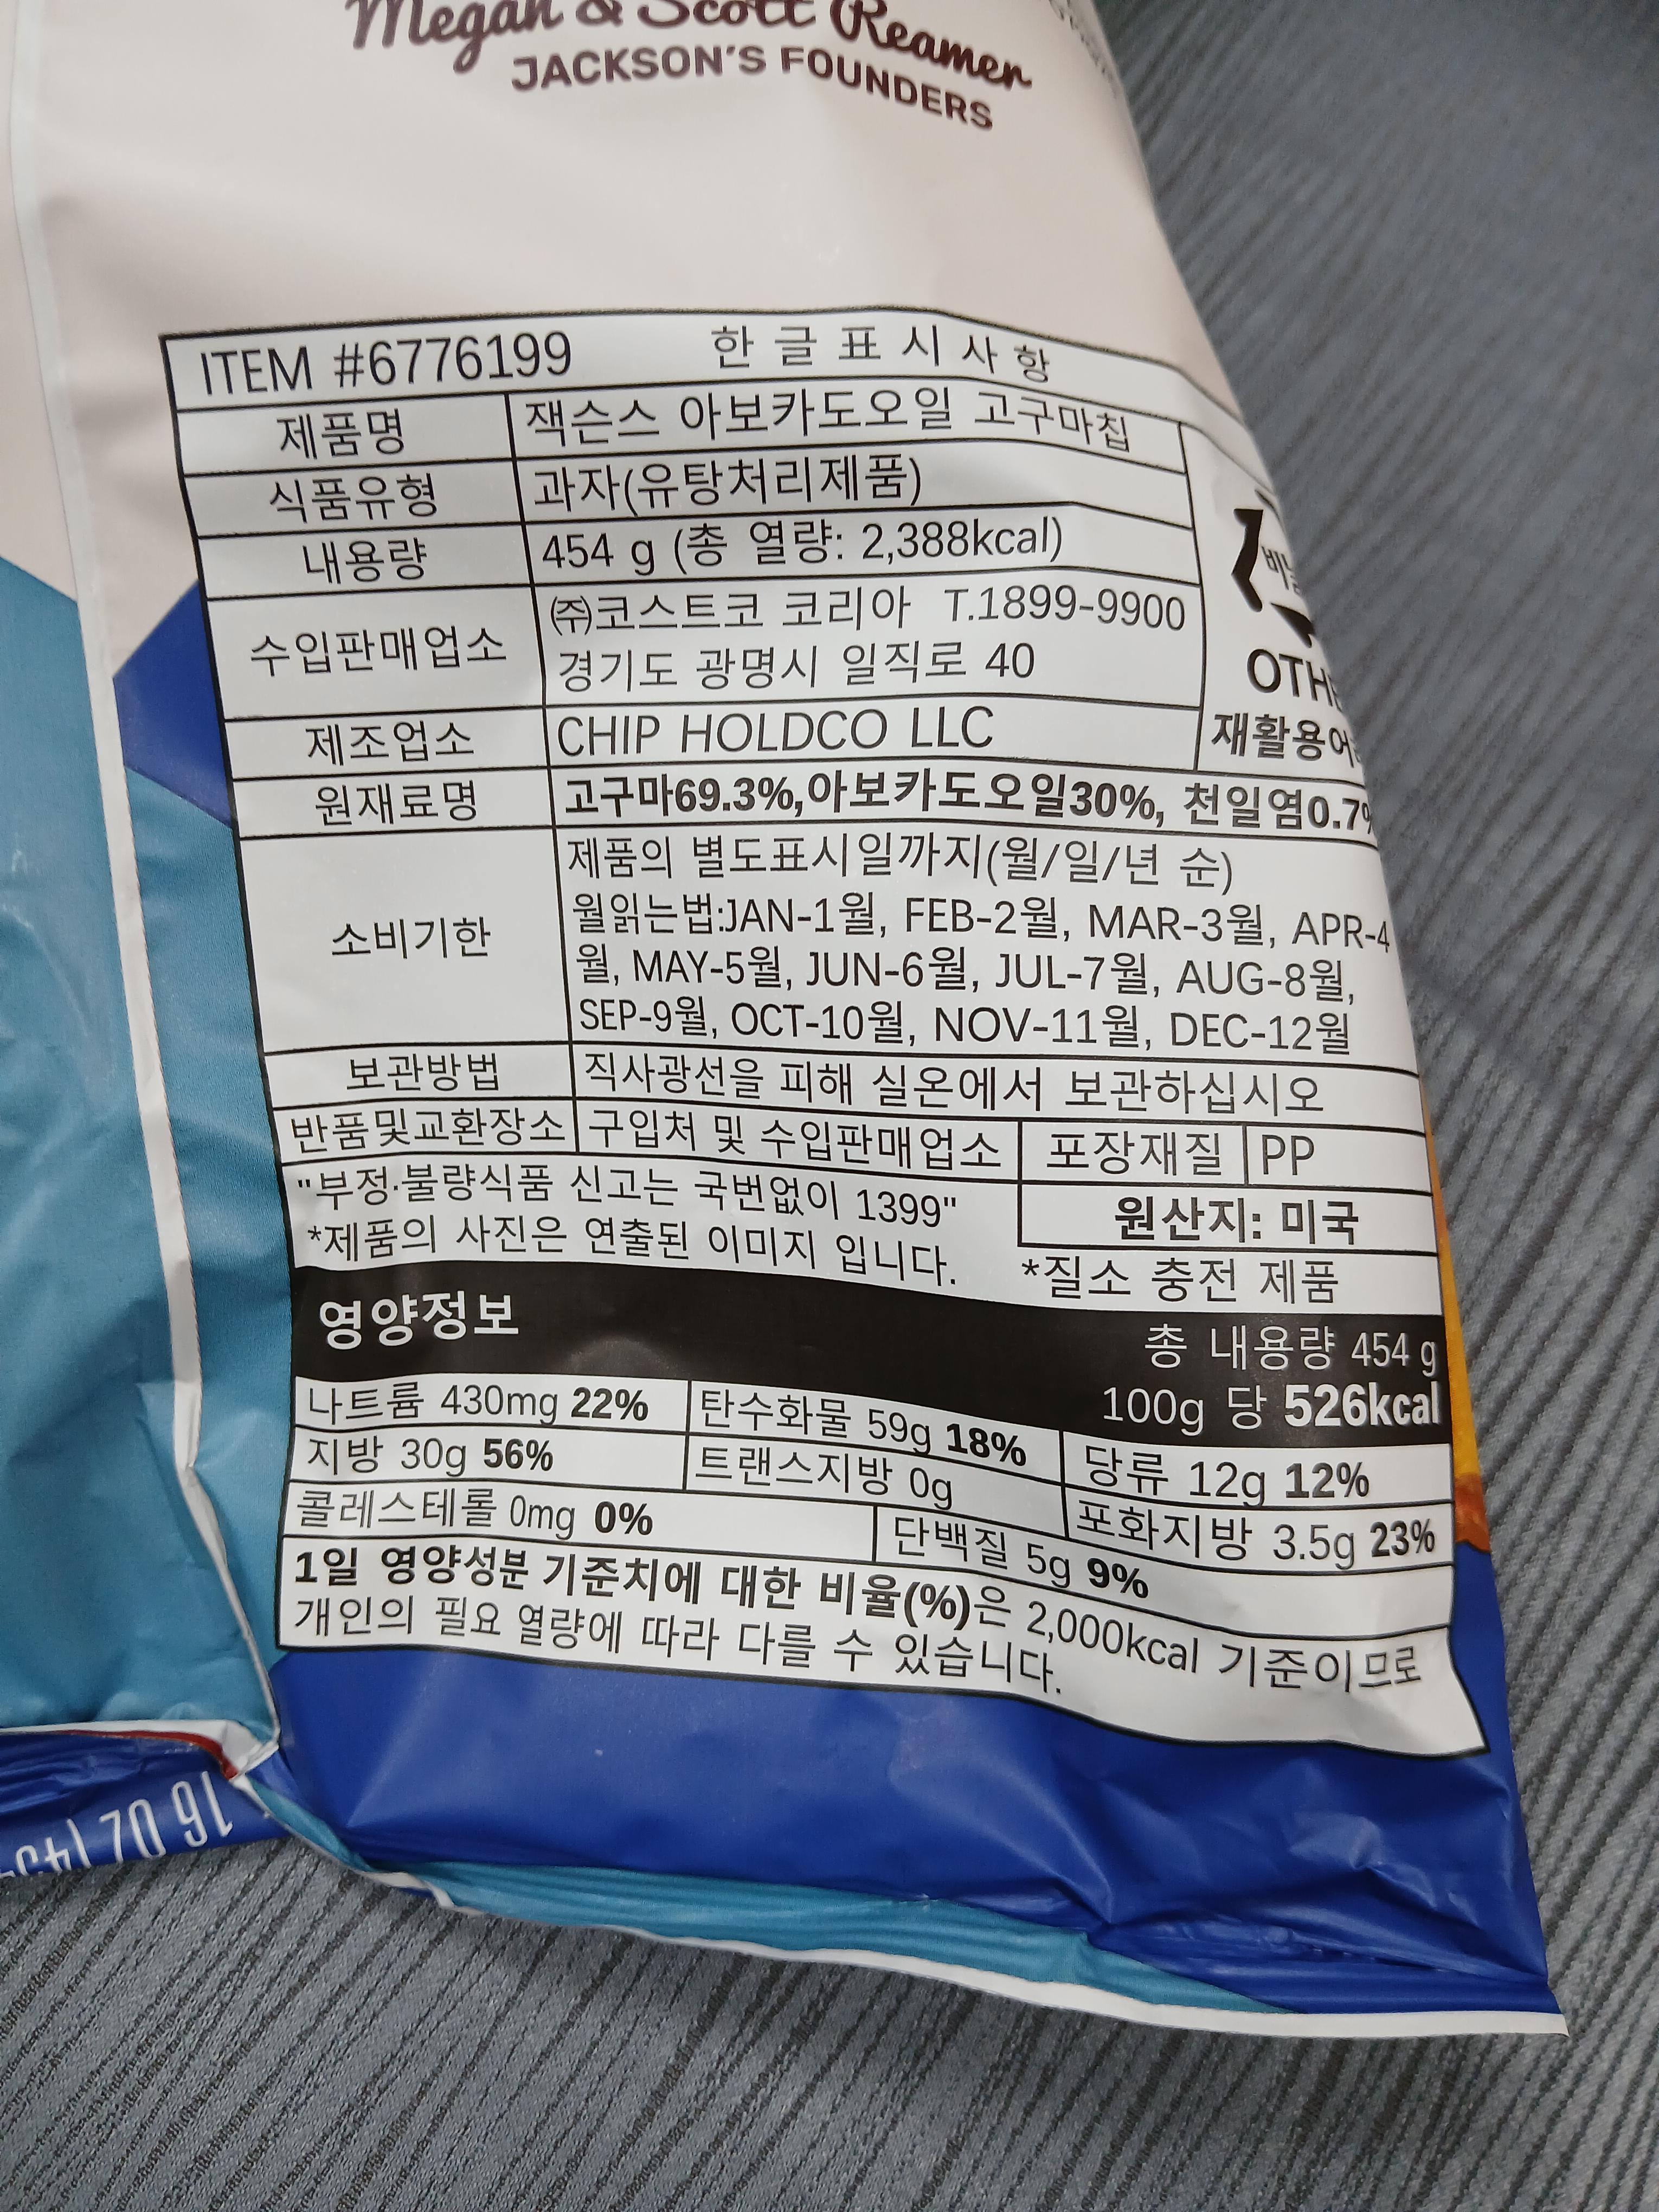 Megan & Scott Reamer
JACKSON'S FOUNDERS
ITEM #6776199 한글표시사항
제품명 잭슨스 아보카도오일 고구마칩
식품유형 과자(유탕처리제품)
내용량 454 g (총 열량: 2,388kcal)
수입판매업소 ㈜코스트코 코리아 T.1899-9900
경기도 광명시 일직로 40
제조업소 CHIP HOLDCO LLC
재활용
원재료명 고구마69.3%,아보카도오일30%, 천일염0.7%
소비기한 제품의 별도표시일까지(월/일/년 순)
월읽는법:JAN-1월, FEB-2월, MAR-3월, APR-4
월, MAY-5월, JUN-6월, JUL-7월, AUG-8월,
SEP-9월, OCT-10월, NOV-11월, DEC-12월
보관방법 직사광선을 피해 실온에서 보관하십시오
반품및교환장소 구입처 및 수입판매업소 포장재질 PP
"부정·불량식품 신고는 국번없이 1399"
원산지: 미국
*제품의 사진은 연출된 이미지 입니다.
*질소 충전 제품
영양정보 총 내용량 454 g
100g 당 526kcal
나트륨 430mg 22% 탄수화물 59g 18% 당류 12g 12%
지방 30g 56% 트랜스지방 0g 포화지방 3.5g 23%
콜레스테롤 0mg 0% 단백질 5g 9%
1일 영양성분 기준치에 대한 비율(%)은 2,000kcal 기준이므로
개인의 필요 열량에 따라 다를 수 있습니다.
16 OZ